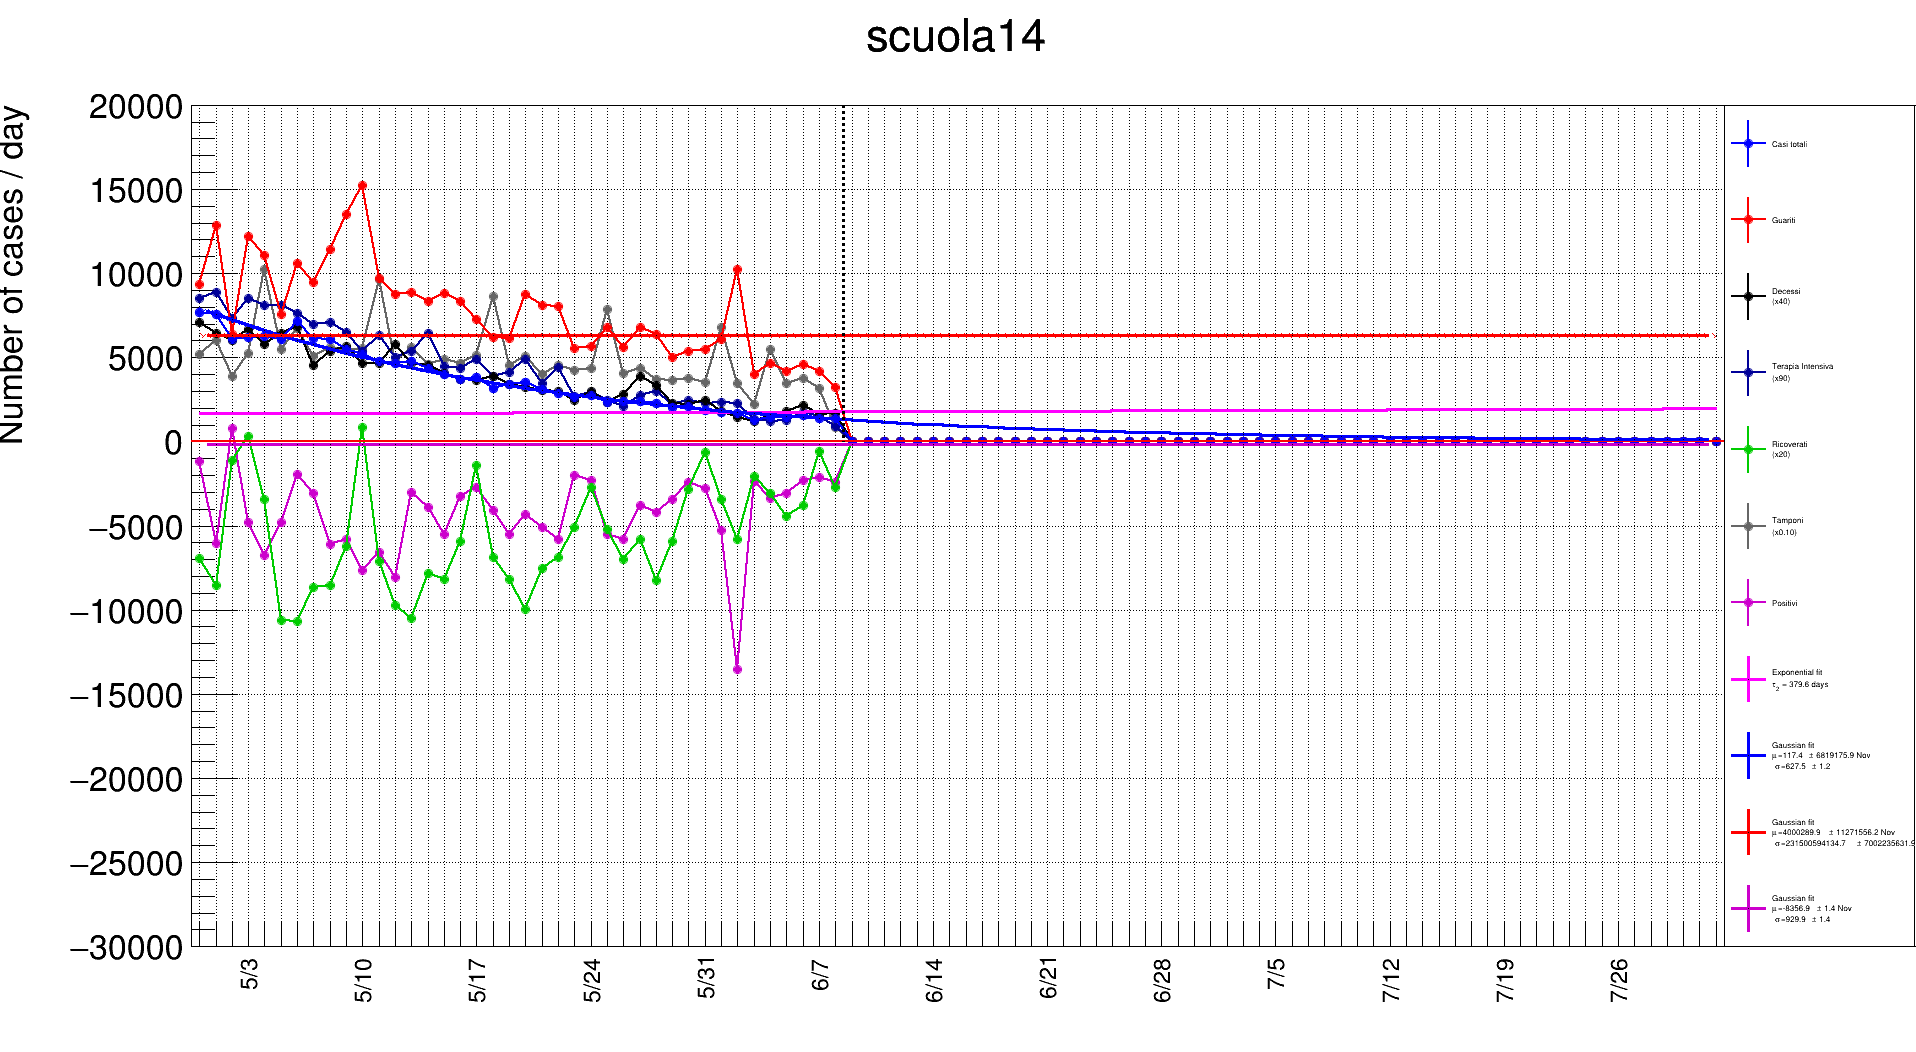 scuola14
Number of cases / day
20000
15000
10000
5000
0
−5000
−10000
−15000
−20000
−25000
−30000
5/3
5/10
5/17
5/24
5/31
6/7
6/14
6/21
6/28
7/5
7/12
7/19
7/26
Casi totali
Guariti
Decessi
(x40)
Terapia Intensiva
(x90)
Ricoverati
(x20)
Tamponi
(x0.10)
Positivi
Exponential fit
τ2 = 379.6 days
Gaussian fit
μ=117.4 ± 6819175.9 Nov
σ=627.5 ± 1.2
Gaussian fit
μ=4000289.9 ± 11271556.2 Nov
σ=231500594134.7 ± 7002235631.9
Gaussian fit
μ=-8356.9 ± 1.4 Nov
σ=929.9 ± 1.4